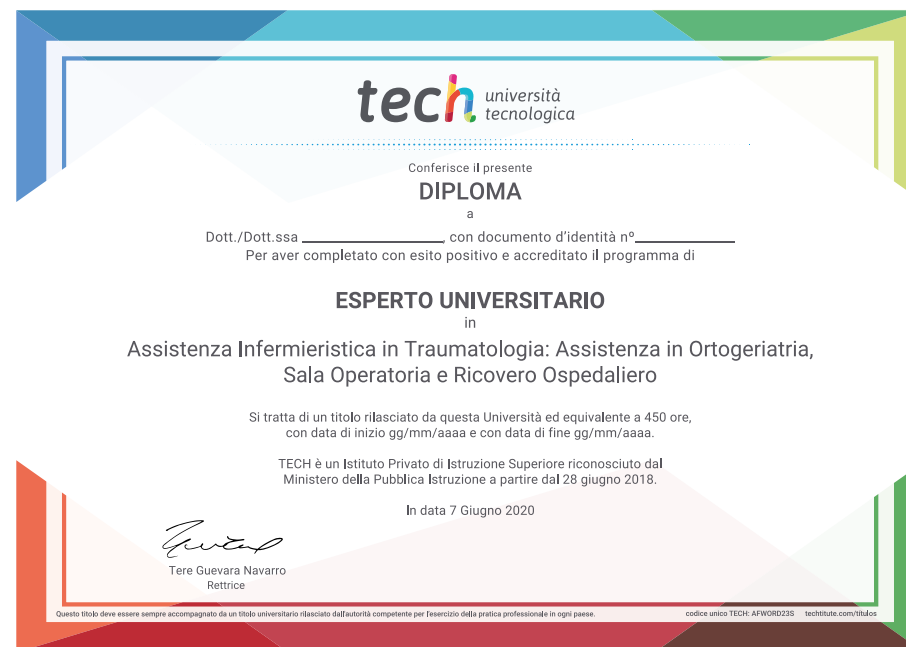 tech università
tecnologica
Conferisce il presente
DIPLOMA
a
Dott./Dott.ssa ____________________, con documento d'identità nº______________
Per aver completato con esito positivo e accreditato il programma di
ESPERTO UNIVERSITARIO
in
Assistenza Infermieristica in Traumatologia: Assistenza in Ortogeriatria,
Sala Operatoria e Ricovero Ospedaliero
Si tratta di un titolo rilasciato da questa Università ed equivalente a 450 ore,
con data di inizio gg/mm/aaaa e con data di fine gg/mm/aaaa.
TECH è un Istituto Privato di Istruzione Superiore riconosciuto dal
Ministero della Pubblica Istruzione a partire dal 28 giugno 2018.
In data 7 Giugno 2020
Tere Guevara Navarro
Rettrice
Questo titolo deve essere sempre accompagnato da un titolo universitario rilasciato dall'autorità competente per l'esercizio della pratica professionale in ogni paese. codice unico TECH: AFWORD23S techtitute.com/titulos